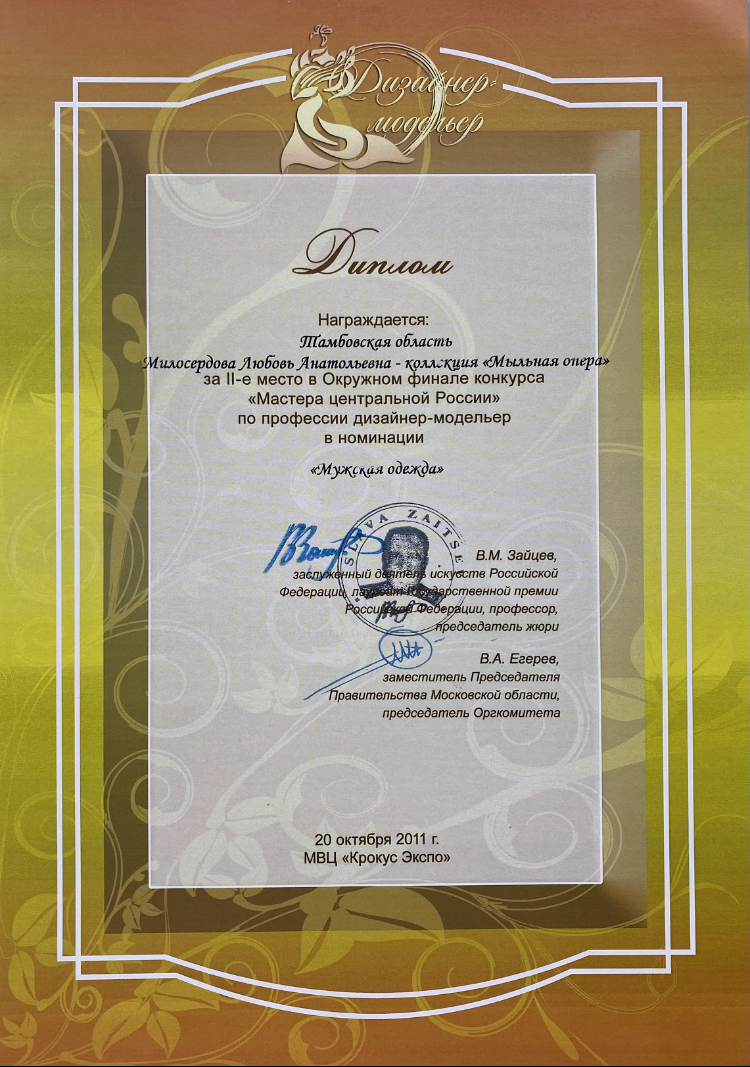 Дизайнер-
модельер
Диплом
Награждается:
Тамбовская область
Милосердова Любовь Анатольевна - коллекция «Мыльная опера»
за II-е место в Окружном финале конкурса
«Мастера центральной России»
по профессии дизайнер-модельер
в номинации
«Мужская одежда»
SLAVA ZAITSEV
В.М. Зайцев,
заслуженный деятель искусств Российской
Федерации, лауреат Государственной премии
Российской Федерации, профессор,
председатель жюри
В.А. Егерев,
заместитель Председателя
Правительства Московской области,
председатель Оргкомитета
20 октября 2011 г.
МВЦ «Крокус Экспо»